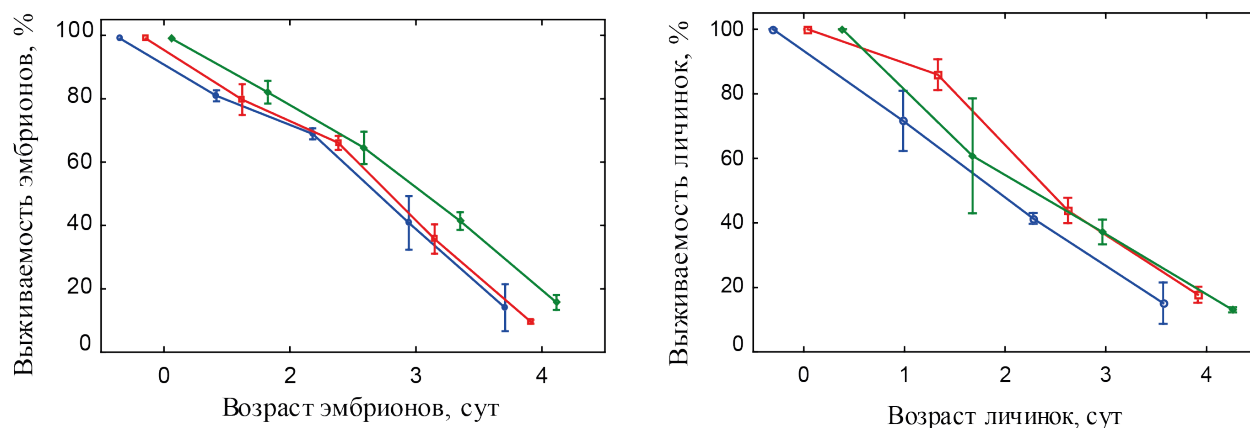 Выживаемость эмбрионов, %
100
80
60
40
20
0
0 2 3 4
Возраст эмбрионов, сут
Выживаемость личинок, %
100
80
60
40
20
0
0 1 2 3 4
Возраст личинок, сут